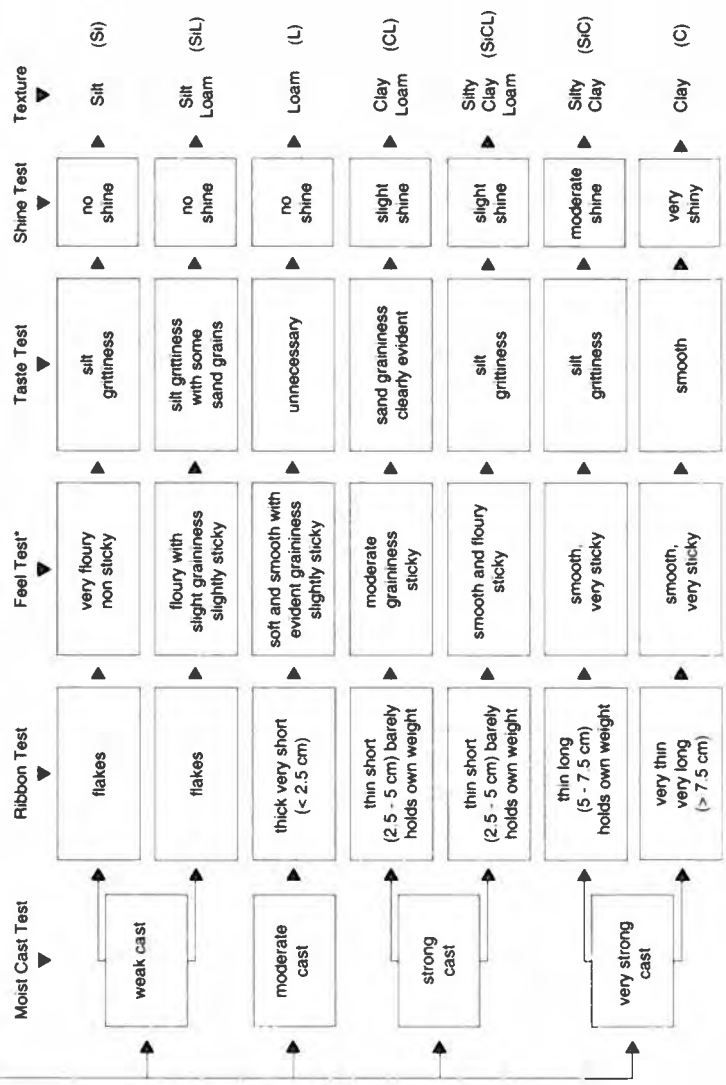 Moist Cast Test
Ribbon Test
Feel Test*
Taste Test
Shine Test
Texture
weak cast
flakes
very floury
non sticky
silt
grittiness
no
shine
Silt
(Si)
flakes
floury with
slight graininess
slightly sticky
silt grittiness
with some
sand grains
no
shine
Silt
Loam
(SiL)
moderate
cast
thick very short
(< 2.5 cm)
soft and smooth with
evident graininess
slightly sticky
unnecessary
no
shine
Loam
(L)
strong
cast
thin short
(2.5 - 5 cm) barely
holds own weight
moderate
graininess
sticky
sand graininess
clearly evident
slight
shine
Clay
Loam
(CL)
thin short
(2.5 - 5 cm) barely
holds own weight
smooth and floury
sticky
silt
grittiness
slight
shine
Silty
Clay
Loam
(SiCL)
very strong
cast
thin long
(5 - 7.5 cm)
holds own weight
smooth,
very sticky
silt
grittiness
moderate
shine
Silty
Clay
(SiC)
very thin
very long
(> 7.5 cm)
smooth,
very sticky
smooth
very
shiny
Clay
(C)